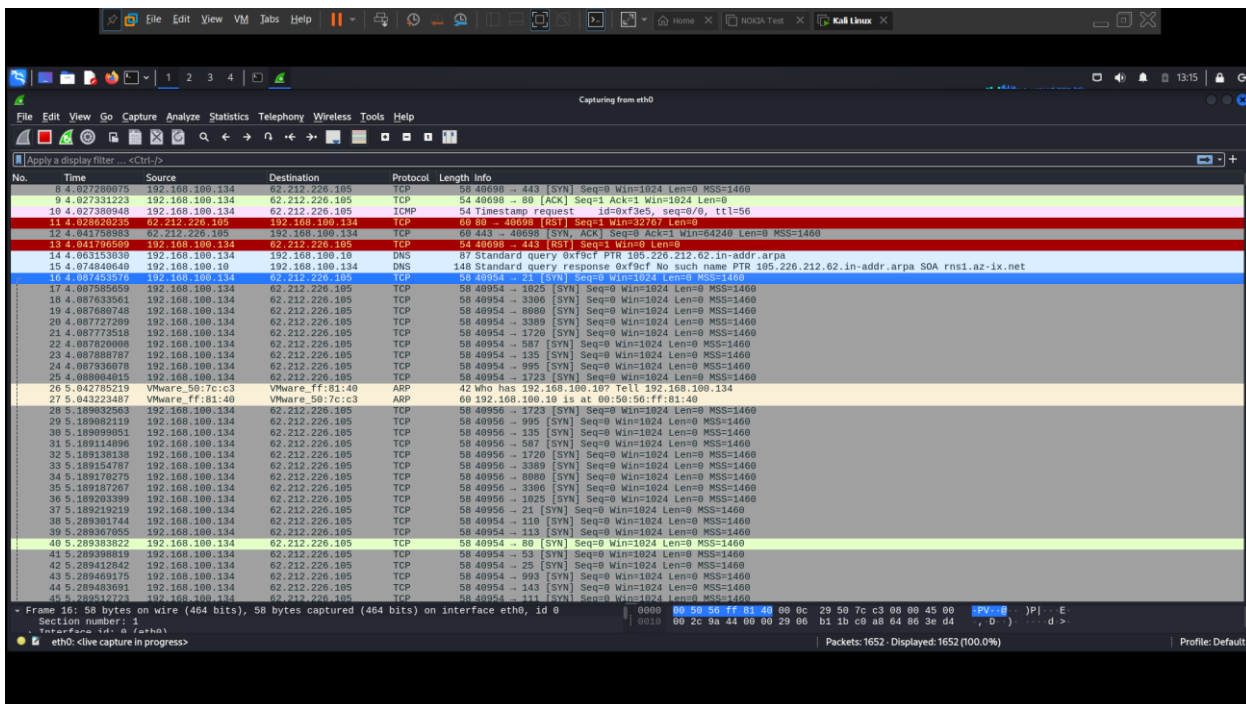 File Edit View VM Tabs Help Home NOKIA Test Kali Linux
1 2 3 4 13:15
Capturing from eth0
File Edit View Go Capture Analyze Statistics Telephony Wireless Tools Help
Apply a display filter ... <Ctrl-/>
No. Time Source Destination Protocol Length Info
8 4.027280075 192.168.100.134 62.212.226.105 TCP 58 40698 → 443 [SYN] Seq=0 Win=1024 Len=0 MSS=1460
9 4.027331223 192.168.100.134 62.212.226.105 TCP 54 40698 → 80 [ACK] Seq=1 Ack=1 Win=1024 Len=0
10 4.027380948 192.168.100.134 62.212.226.105 ICMP 54 Timestamp request id=0xf3e5, seq=0/0, ttl=56
11 4.028620235 62.212.226.105 192.168.100.134 TCP 60 80 → 40698 [RST] Seq=1 Win=32767 Len=0
12 4.041758983 62.212.226.105 192.168.100.134 TCP 60 443 → 40698 [SYN, ACK] Seq=0 Ack=1 Win=64240 Len=0 MSS=1460
13 4.041796509 192.168.100.134 62.212.226.105 TCP 54 40698 → 443 [RST] Seq=1 Win=0 Len=0
14 4.063153030 192.168.100.134 192.168.100.10 DNS 87 Standard query 0xf9cf PTR 105.226.212.62.in-addr.arpa
15 4.074840640 192.168.100.10 192.168.100.134 DNS 148 Standard query response 0xf9cf No such name PTR 105.226.212.62.in-addr.arpa SOA rns1.az-ix.net
16 4.087453576 192.168.100.134 62.212.226.105 TCP 58 40954 → 21 [SYN] Seq=0 Win=1024 Len=0 MSS=1460
17 4.087585659 192.168.100.134 62.212.226.105 TCP 58 40954 → 1025 [SYN] Seq=0 Win=1024 Len=0 MSS=1460
18 4.087633561 192.168.100.134 62.212.226.105 TCP 58 40954 → 3306 [SYN] Seq=0 Win=1024 Len=0 MSS=1460
19 4.087680748 192.168.100.134 62.212.226.105 TCP 58 40954 → 8080 [SYN] Seq=0 Win=1024 Len=0 MSS=1460
20 4.087727209 192.168.100.134 62.212.226.105 TCP 58 40954 → 3389 [SYN] Seq=0 Win=1024 Len=0 MSS=1460
21 4.087773518 192.168.100.134 62.212.226.105 TCP 58 40954 → 1720 [SYN] Seq=0 Win=1024 Len=0 MSS=1460
22 4.087820008 192.168.100.134 62.212.226.105 TCP 58 40954 → 587 [SYN] Seq=0 Win=1024 Len=0 MSS=1460
23 4.087888787 192.168.100.134 62.212.226.105 TCP 58 40954 → 135 [SYN] Seq=0 Win=1024 Len=0 MSS=1460
24 4.087936078 192.168.100.134 62.212.226.105 TCP 58 40954 → 995 [SYN] Seq=0 Win=1024 Len=0 MSS=1460
25 4.088004015 192.168.100.134 62.212.226.105 TCP 58 40954 → 1723 [SYN] Seq=0 Win=1024 Len=0 MSS=1460
26 5.042785219 VMware_50:7c:c3 VMware_ff:81:40 ARP 42 Who has 192.168.100.10? Tell 192.168.100.134
27 5.043223487 VMware_ff:81:40 VMware_50:7c:c3 ARP 60 192.168.100.10 is at 00:50:56:ff:81:40
28 5.189032563 192.168.100.134 62.212.226.105 TCP 58 40956 → 1723 [SYN] Seq=0 Win=1024 Len=0 MSS=1460
29 5.189082119 192.168.100.134 62.212.226.105 TCP 58 40956 → 995 [SYN] Seq=0 Win=1024 Len=0 MSS=1460
30 5.189099051 192.168.100.134 62.212.226.105 TCP 58 40956 → 135 [SYN] Seq=0 Win=1024 Len=0 MSS=1460
31 5.189114896 192.168.100.134 62.212.226.105 TCP 58 40956 → 587 [SYN] Seq=0 Win=1024 Len=0 MSS=1460
32 5.189138138 192.168.100.134 62.212.226.105 TCP 58 40956 → 1720 [SYN] Seq=0 Win=1024 Len=0 MSS=1460
33 5.189154787 192.168.100.134 62.212.226.105 TCP 58 40956 → 3389 [SYN] Seq=0 Win=1024 Len=0 MSS=1460
34 5.189170275 192.168.100.134 62.212.226.105 TCP 58 40956 → 8080 [SYN] Seq=0 Win=1024 Len=0 MSS=1460
35 5.189187267 192.168.100.134 62.212.226.105 TCP 58 40956 → 3306 [SYN] Seq=0 Win=1024 Len=0 MSS=1460
36 5.189203399 192.168.100.134 62.212.226.105 TCP 58 40956 → 1025 [SYN] Seq=0 Win=1024 Len=0 MSS=1460
37 5.189219219 192.168.100.134 62.212.226.105 TCP 58 40956 → 21 [SYN] Seq=0 Win=1024 Len=0 MSS=1460
38 5.289301744 192.168.100.134 62.212.226.105 TCP 58 40954 → 110 [SYN] Seq=0 Win=1024 Len=0 MSS=1460
39 5.289367055 192.168.100.134 62.212.226.105 TCP 58 40954 → 113 [SYN] Seq=0 Win=1024 Len=0 MSS=1460
40 5.289383822 192.168.100.134 62.212.226.105 TCP 58 40954 → 80 [SYN] Seq=0 Win=1024 Len=0 MSS=1460
41 5.289398819 192.168.100.134 62.212.226.105 TCP 58 40954 → 53 [SYN] Seq=0 Win=1024 Len=0 MSS=1460
42 5.289412842 192.168.100.134 62.212.226.105 TCP 58 40954 → 25 [SYN] Seq=0 Win=1024 Len=0 MSS=1460
43 5.289469175 192.168.100.134 62.212.226.105 TCP 58 40954 → 993 [SYN] Seq=0 Win=1024 Len=0 MSS=1460
44 5.289483691 192.168.100.134 62.212.226.105 TCP 58 40954 → 143 [SYN] Seq=0 Win=1024 Len=0 MSS=1460
45 5.289512723 192.168.100.134 62.212.226.105 TCP 58 40954 → 111 [SYN] Seq=0 Win=1024 Len=0 MSS=1460
Frame 16: 58 bytes on wire (464 bits), 58 bytes captured (464 bits) on interface eth0, id 0
Section number: 1
Interface id: 0 (eth0)
0000 00 50 56 ff 81 40 00 0c 29 50 7c c3 08 00 45 00 ·PV··@·· )P|···E·
0010 00 2c 9a 44 00 00 29 06 b1 1b c0 a8 64 86 3e d4 ·,·D··)· ····d·>·
eth0: <live capture in progress> Packets: 1652 · Displayed: 1652 (100.0%) Profile: Default